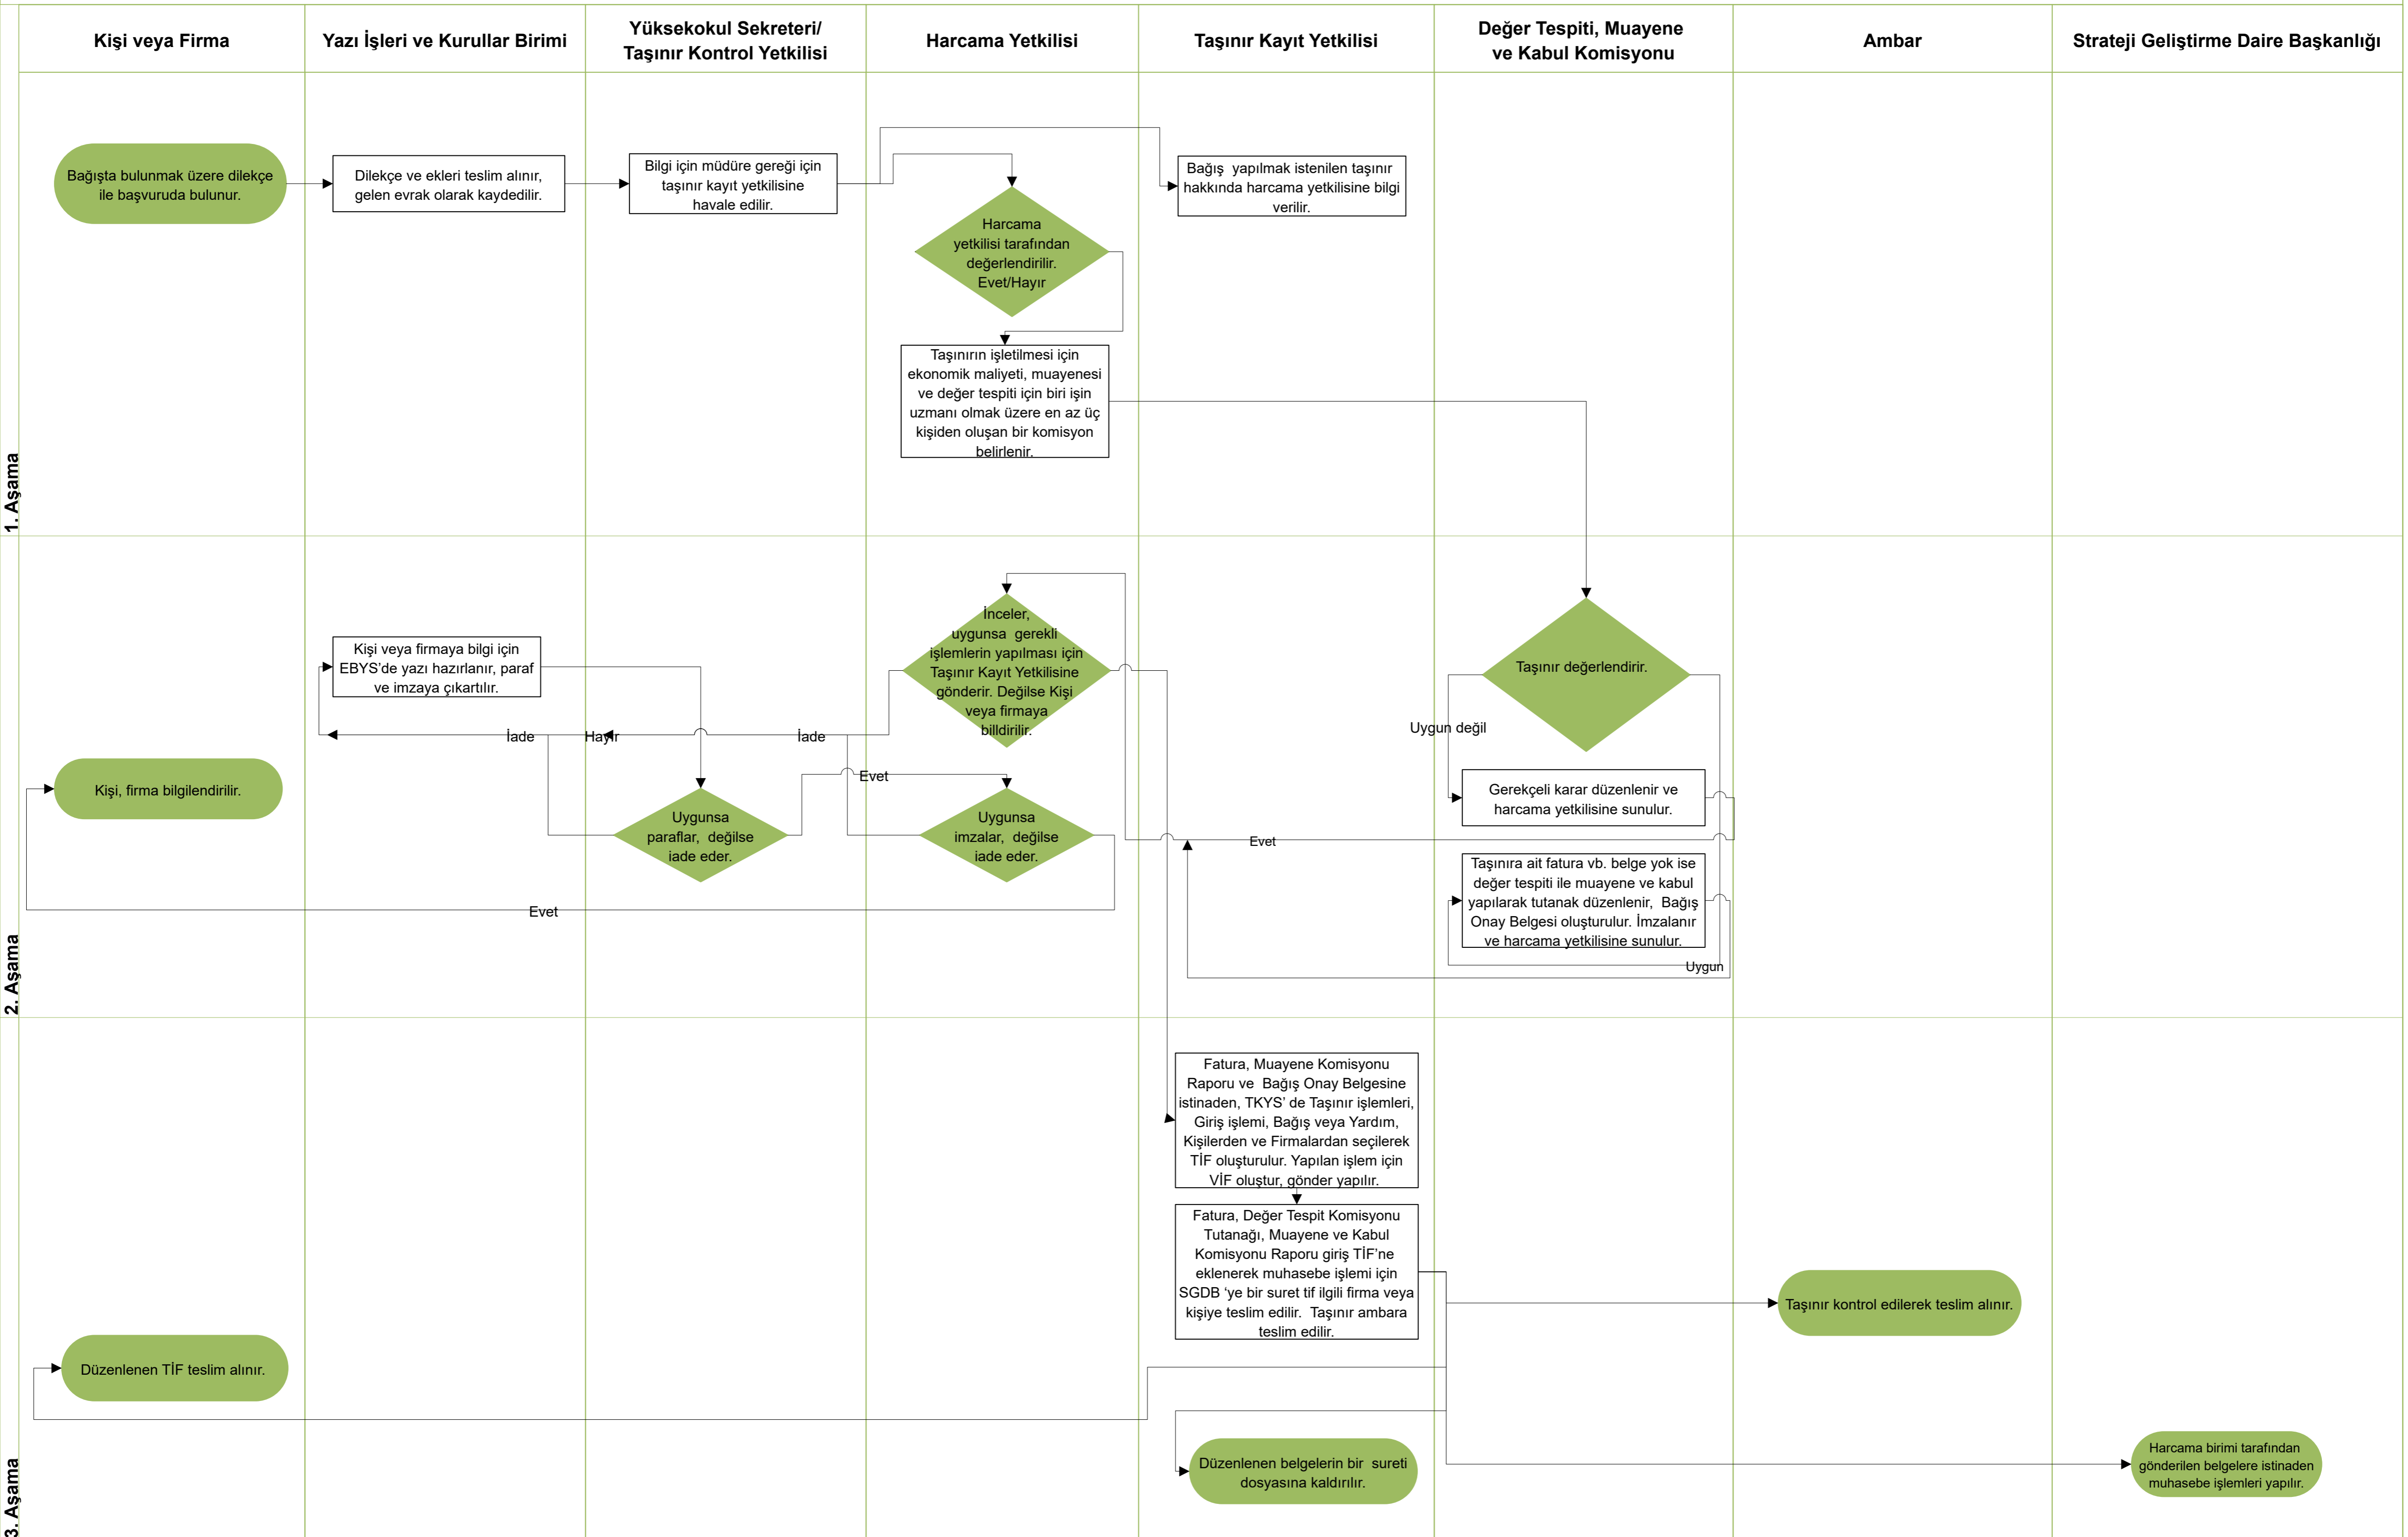 Kişi veya Firma
Yazı İşleri ve Kurullar Birimi
Yüksekokul Sekreteri/
Taşınır Kontrol Yetkilisi
Harcama Yetkilisi
Taşınır Kayıt Yetkilisi
Değer Tespiti, Muayene
ve Kabul Komisyonu
Ambar
Strateji Geliştirme Daire Başkanlığı
1. Aşama
Bağışta bulunmak üzere dilekçe
ile başvuruda bulunur.
Dilekçe ve ekleri teslim alınır,
gelen evrak olarak kaydedilir.
Bilgi için müdüre gereği için
taşınır kayıt yetkilisine
havale edilir.
Harcama
yetkilisi tarafından
değerlendirilir.
Evet/Hayır
Bağış yapılmak istenilen taşınır
hakkında harcama yetkilisine bilgi
verilir.
Taşınırın işletilmesi için
ekonomik maliyeti, muayenesi
ve değer tespiti için biri işin
uzmanı olmak üzere en az üç
kişiden oluşan bir komisyon
belirlenir.
2. Aşama
Kişi veya firmaya bilgi için
EBYS'de yazı hazırlanır, paraf
ve imzaya çıkartılır.
İnceler,
uygunsa gerekli
işlemlerin yapılması için
Taşınır Kayıt Yetkilisine
gönderir. Değilse Kişi
veya firmaya
billdirilir.
Taşınır değerlendirir.
Uygun değil
İade
Hayır
İade
Evet
Kişi, firma bilgilendirilir.
Uygunsa
paraflar, değilse
iade eder.
Uygunsa
imzalar, değilse
iade eder.
Gerekçeli karar düzenlenir ve
harcama yetkilisine sunulur.
Evet
Taşınıra ait fatura vb. belge yok ise
değer tespiti ile muayene ve kabul
yapılarak tutanak düzenlenir, Bağış
Onay Belgesi oluşturulur. İmzalanır
ve harcama yetkilisine sunulur.
Evet
Uygun
3. Aşama
Fatura, Muayene Komisyonu
Raporu ve Bağış Onay Belgesine
istinaden, TKYS' de Taşınır işlemleri,
Giriş işlemi, Bağış veya Yardım,
Kişilerden ve Firmalardan seçilerek
TİF oluşturulur. Yapılan işlem için
VİF oluştur, gönder yapılır.
Fatura, Değer Tespit Komisyonu
Tutanağı, Muayene ve Kabul
Komisyonu Raporu giriş TİF'ne
eklenerek muhasebe işlemi için
SGDB 'ye bir suret tif ilgili firma veya
kişiye teslim edilir. Taşınır ambara
teslim edilir.
Taşınır kontrol edilerek teslim alınır.
Düzenlenen TİF teslim alınır.
Düzenlenen belgelerin bir sureti
dosyasına kaldırılır.
Harcama birimi tarafından
gönderilen belgelere istinaden
muhasebe işlemleri yapılır.